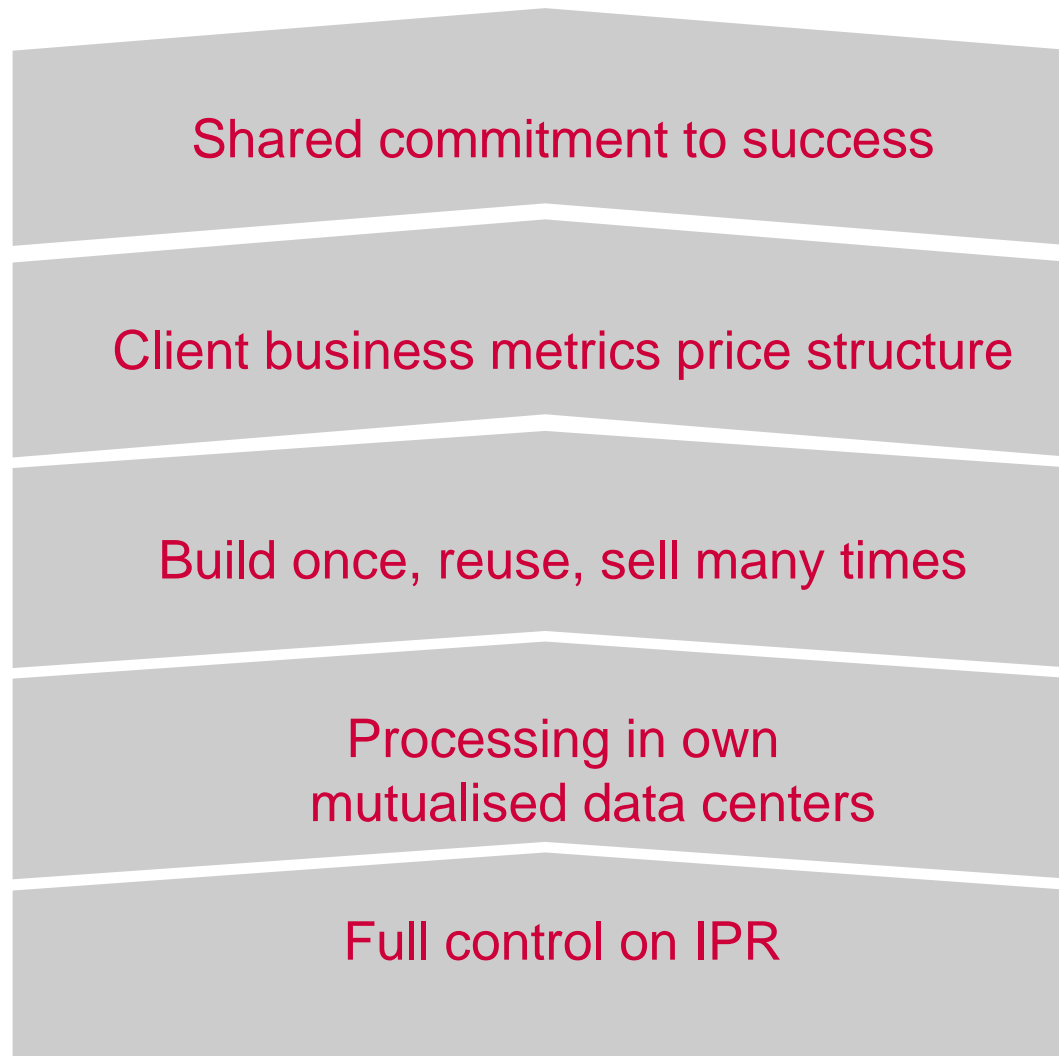 Shared commitment to success
Client business metrics price structure
Build once, reuse, sell many times
Processing in own
mutualised data centers
Full control on IPR